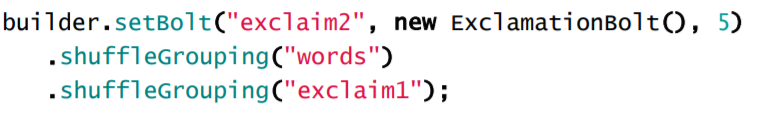 builder.setBolt("exclaim2", new ExclamationBolt(), 5)
.shuffleGrouping("words")
.shuffleGrouping("exclaim1");